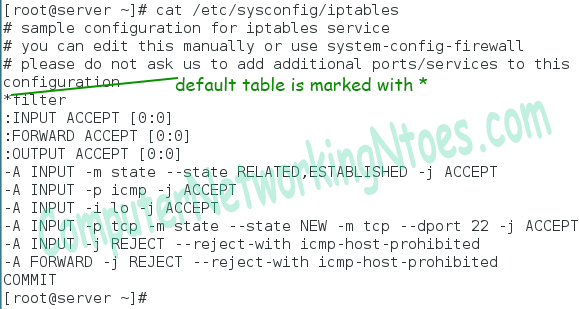 [root@server ~]# cat /etc/sysconfig/iptables
# sample configuration for iptables service
# you can edit this manually or use system-config-firewall
# please do not ask us to add additional ports/services to this
configuration
default table is marked with *
*filter
:INPUT ACCEPT [0:0]
:FORWARD ACCEPT [0:0]
:OUTPUT ACCEPT [0:0]
-A INPUT -m state --state RELATED,ESTABLISHED -j ACCEPT
-A INPUT -p icmp -j ACCEPT
-A INPUT -i lo -j ACCEPT
-A INPUT -p tcp -m state --state NEW -m tcp --dport 22 -j ACCEPT
-A INPUT -j REJECT --reject-with icmp-host-prohibited
-A FORWARD -j REJECT --reject-with icmp-host-prohibited
COMMIT
[root@server ~]#
ComputerNetworkingNtoes.com